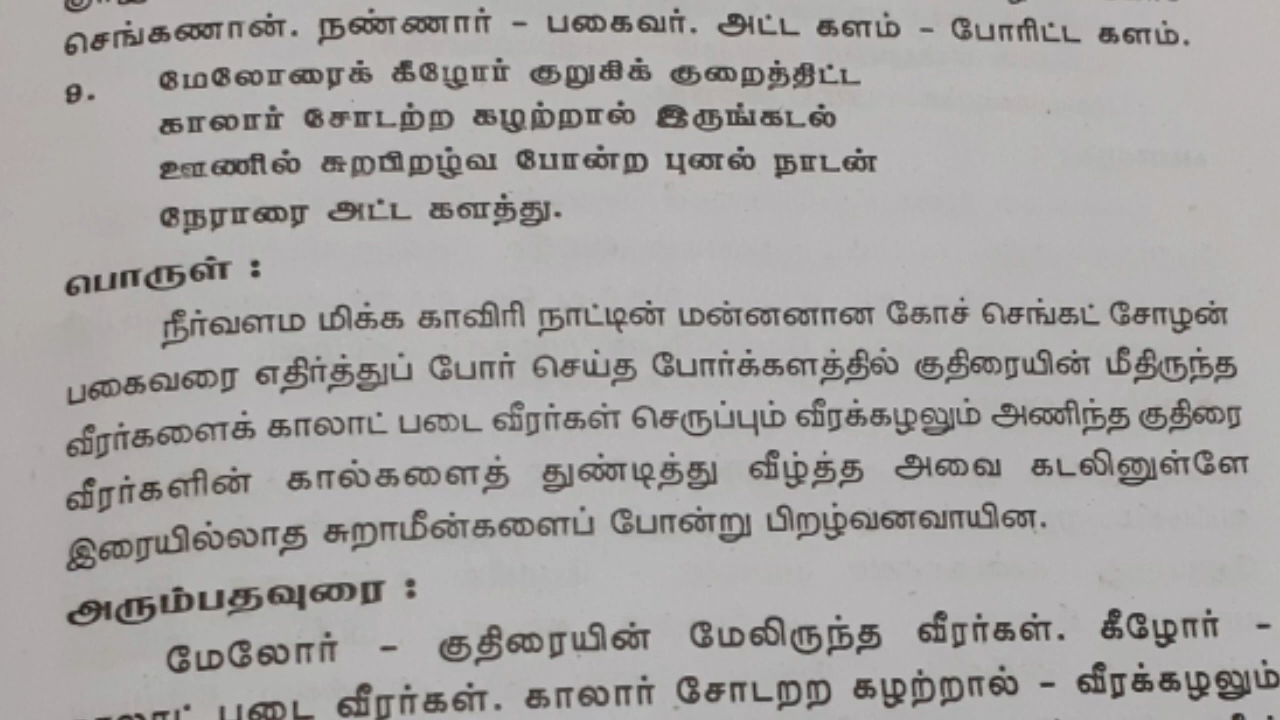 செங்கணான். நண்ணார் - பகைவர். அட்ட களம் - போரிட்ட களம்.
9. மேலோரைக் கீழோர் குறுகிக் குறைத்திட்ட
காலார் சோடற்ற கழற்றால் இருங்கடல்
ஊணில் சுறபிறழ்வ போன்ற புனல் நாடன்
நேராரை அட்ட களத்து.
பொருள் :
நீர்வளம மிக்க காவிரி நாட்டின் மன்னனான கோச் செங்கட் சோழன்
பகைவரை எதிர்த்துப் போர் செய்த போர்க்களத்தில் குதிரையின் மீதிருந்த
வீரர்களைக் காலாட் படை வீரர்கள் செருப்பும் வீரக்கழலும் அணிந்த குதிரை
வீரர்களின் கால்களைத் துண்டித்து வீழ்த்த அவை கடலினுள்ளே
இரையில்லாத சுறாமீன்களைப் போன்று பிறழ்வனவாயின.
அரும்பதவுரை :
மேலோர் - குதிரையின் மேலிருந்த வீரர்கள். கீழோர் -
படை வீரர்கள். காலார் சோடறற கழற்றால் - வீரக்கழலும்